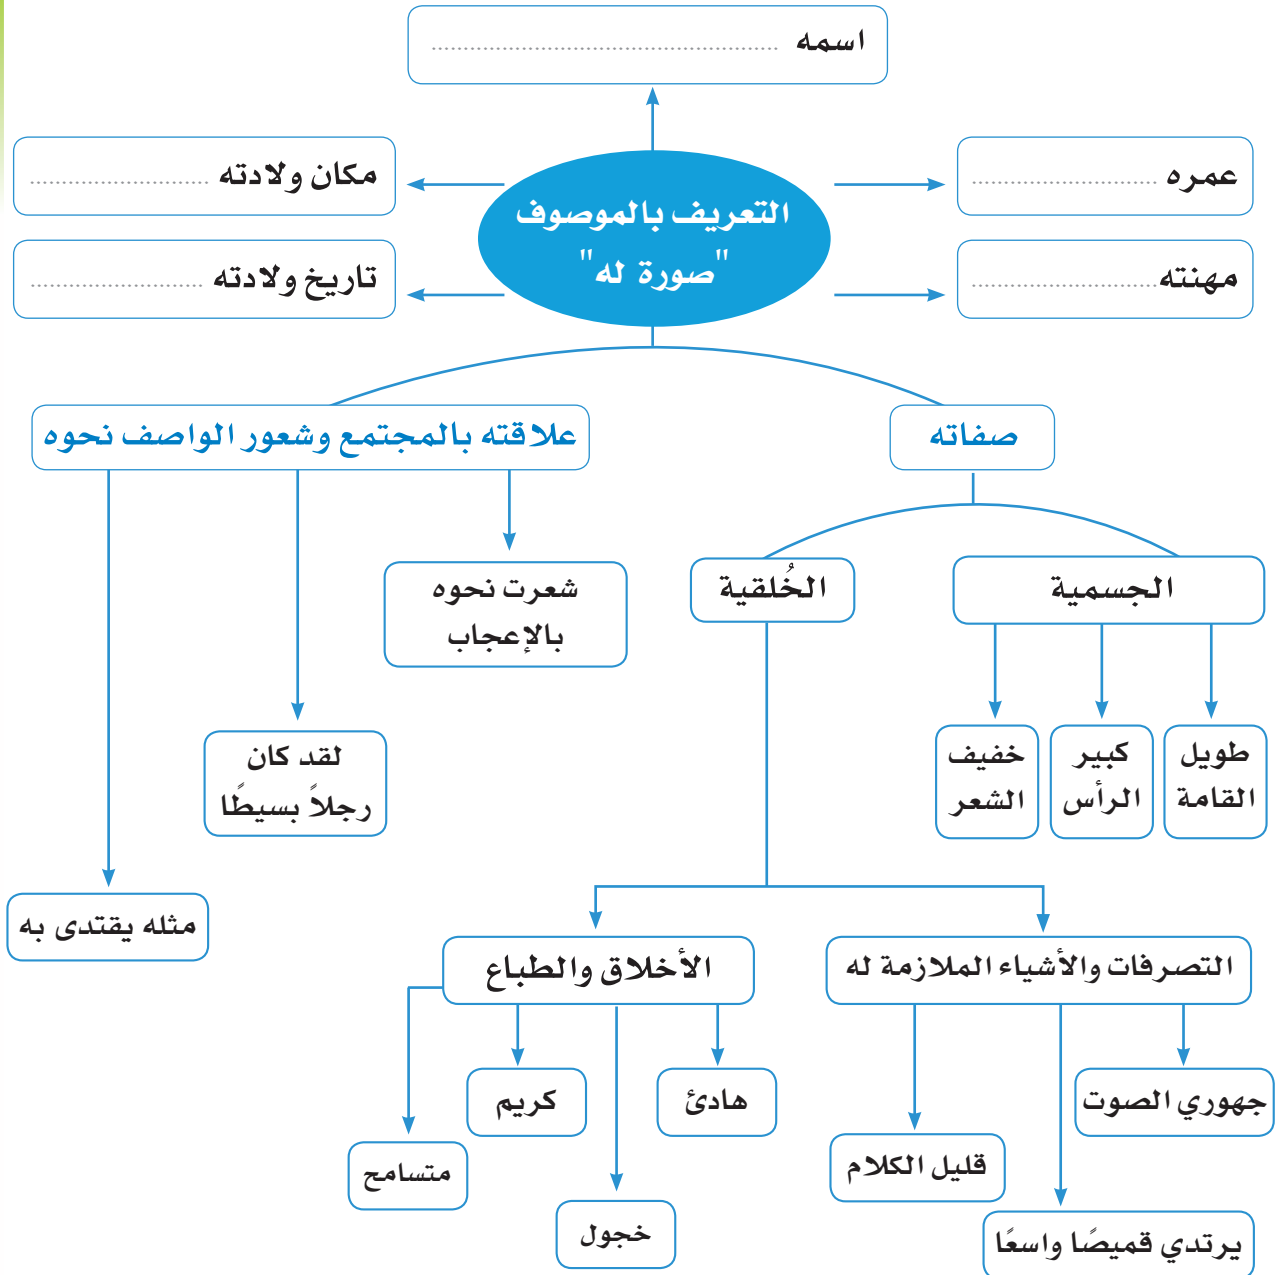 اسمه ......................................................
عمره ..............................
مكان ولادته ..............................
التعريف بالموصوف
"صورة له"
مهنته..............................
تاريخ ولادته ..............................
صفاته
علاقته بالمجتمع وشعور الواصف نحوه
الجسمية
الخُلقية
شعرت نحوه
بالإعجاب
طويل
القامة
كبير
الرأس
خفيف
الشعر
لقد كان
رجلاً بسيطًا
مثله يقتدى به
التصرفات والأشياء الملازمة له
الأخلاق والطباع
جهوري الصوت
هادئ
كريم
قليل الكلام
متسامح
يرتدي قميصًا واسعًا
خجول